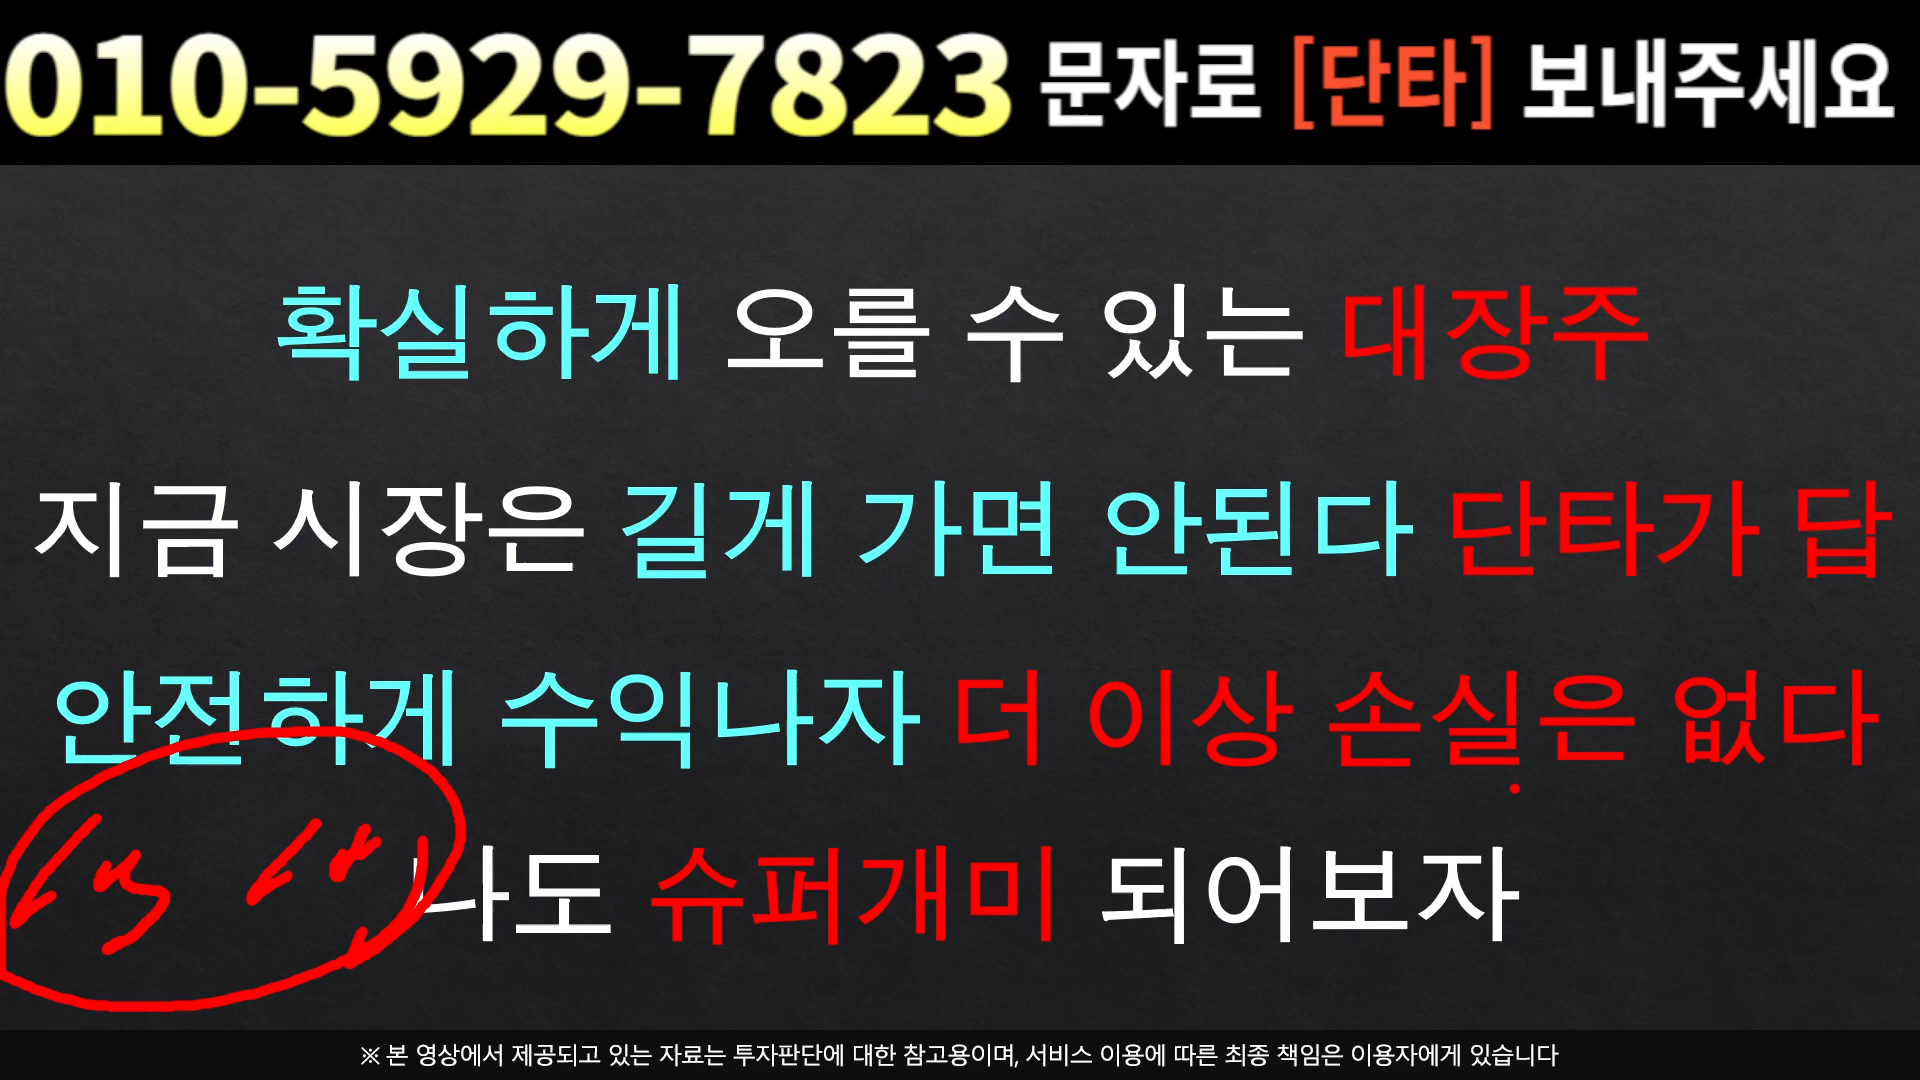 010-5929-7823 문자로 [단타] 보내주세요
확실하게 오를 수 있는 대장주
지금 시장은 길게 가면 안된다 단타가 답
안전하게 수익나자 더 이상 손실은 없다
나도 슈퍼개미 되어보자
※ 본 영상에서 제공되고 있는 자료는 투자판단에 대한 참고용이며, 서비스 이용에 따른 최종 책임은 이용자에게 있습니다